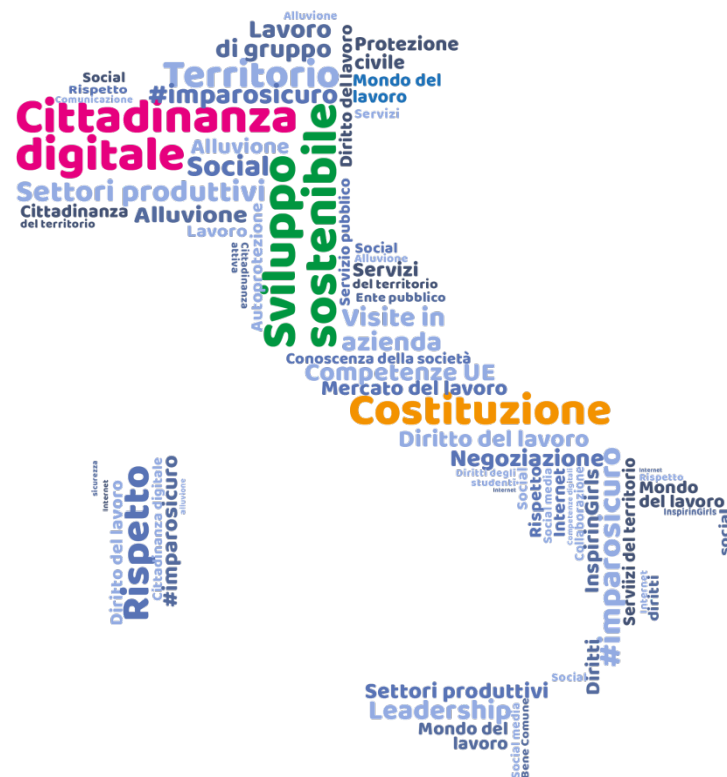 Alluvione
Lavoro
di gruppo
Territorio
#imparosicuro
Diritto del lavoro
Protezione
civile
Mondo del
lavoro
Servizi
Social
Rispetto
Comunicazione
Cittadinanza
digitale
Alluvione
Social
Settori produttivi
Cittadinanza
del territorio
Alluvione
Lavoro
Cittadinanza
attiva
Autoprotezione
Sviluppo
sostenibile
Servizio pubblico
Social
Alluvione
Servizi
del territorio
Ente pubblico
Visite in
azienda
Conoscenza della società
Competenze UE
Mercato del lavoro
Costituzione
Diritto del lavoro
Negoziazione
Diritti degli
studenti
Internet
Social
Rispetto
Social media
Internet
Competenze digitali
Collaborazione
InspirinGirls
#imparosicuro
Serviizi del territorio
Internet
Rispetto
Mondo
del lavoro
InspirinGirls
social
Internet
diritti
Diritti
sicurezza
Internet
Diritto del lavoro
Rispetto
Cittadinanza digitale
#imparosicuro
alluvione
Social
Settori produttivi
Leadership
Mondo del
lavoro
Social media
Bene Comune